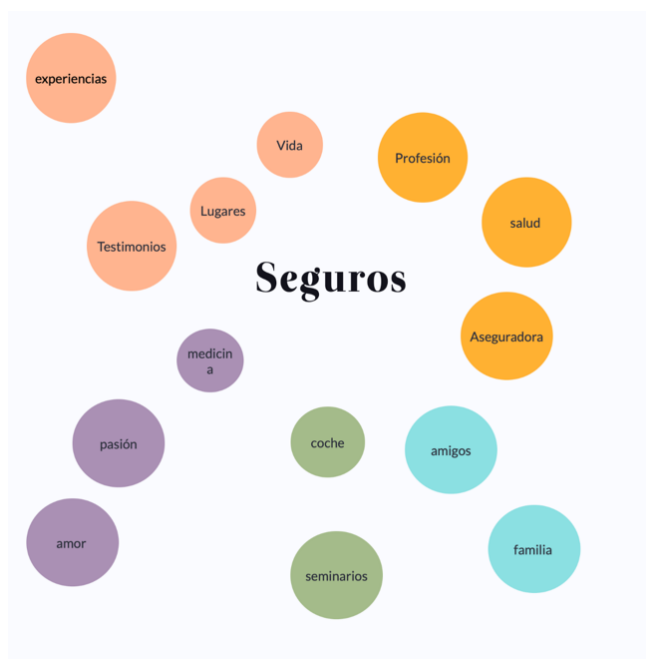 experiencias
Vida
Profesión
Lugares
salud
Testimonios
Seguros
Aseguradora
medicin
a
pasión
coche
amigos
amor
familia
seminarios